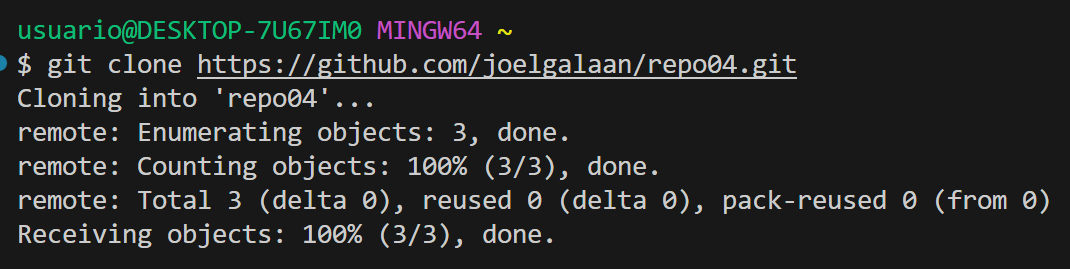 usuario@DESKTOP-7U67IM0 MINGW64 ~
$ git clone https://github.com/joelgalaan/repo04.git
Cloning into 'repo04'...
remote: Enumerating objects: 3, done.
remote: Counting objects: 100% (3/3), done.
remote: Total 3 (delta 0), reused 0 (delta 0), pack-reused 0 (from 0)
Receiving objects: 100% (3/3), done.